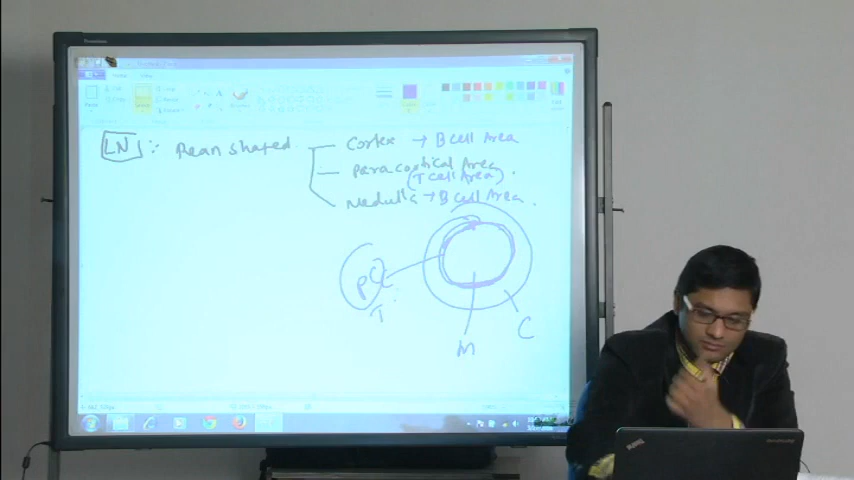 LN :- Bean shaped Cortex → B cell Area
Paracortical Area
(T cell Area).
Medulla → B cell Area.
PC
T
C
M